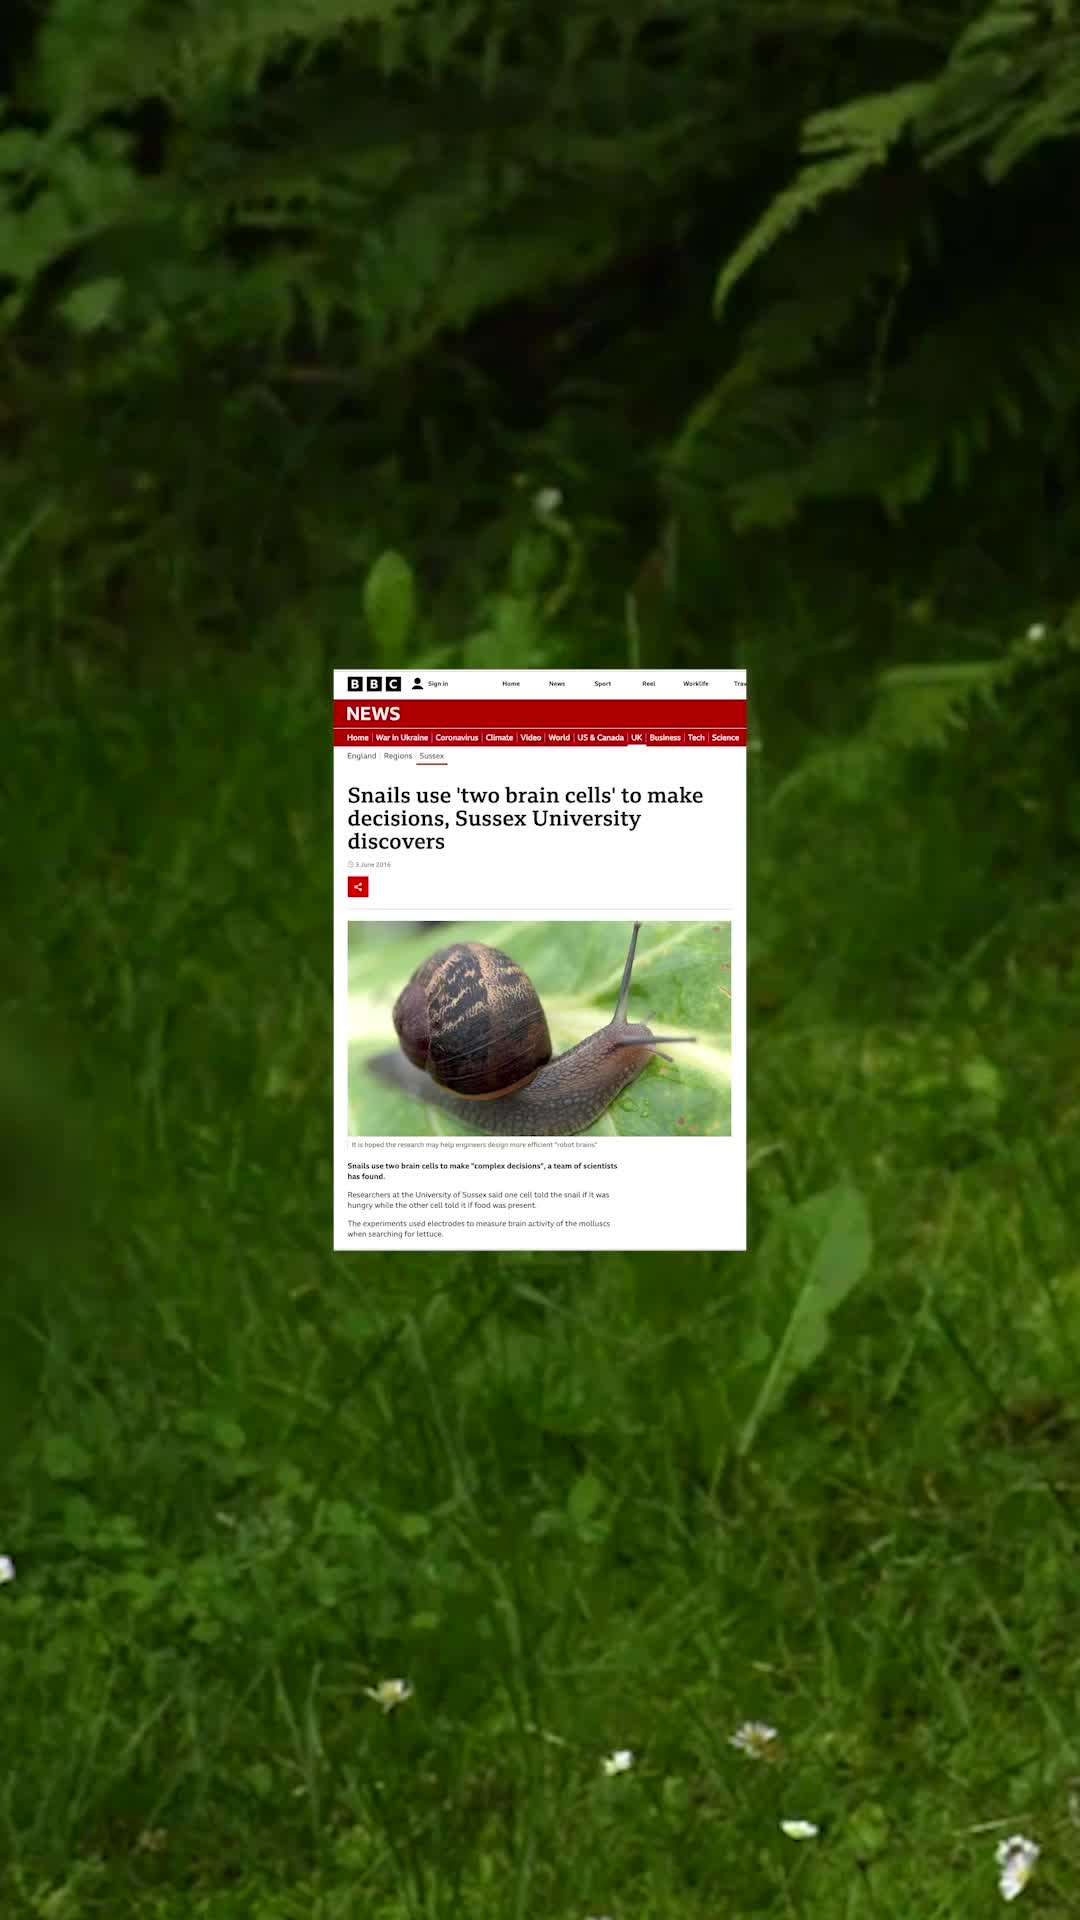 BBC Sign in Home News Sport Reel Worklife
NEWS
Home War in Ukraine Coronavirus Climate Video World US & Canada UK Business Tech Science
England Regions Sussex
Snails use 'two brain cells' to make
decisions, Sussex University
discovers
3 June 2016
It is hoped the research may help engineers design more efficient "robot brains"
Snails use two brain cells to make "complex decisions", a team of scientists
has found.
Researchers at the University of Sussex said one cell told the snail if it was
hungry while the other cell told it if food was present.
The experiments used electrodes to measure brain activity of the molluscs
when searching for lettuce.